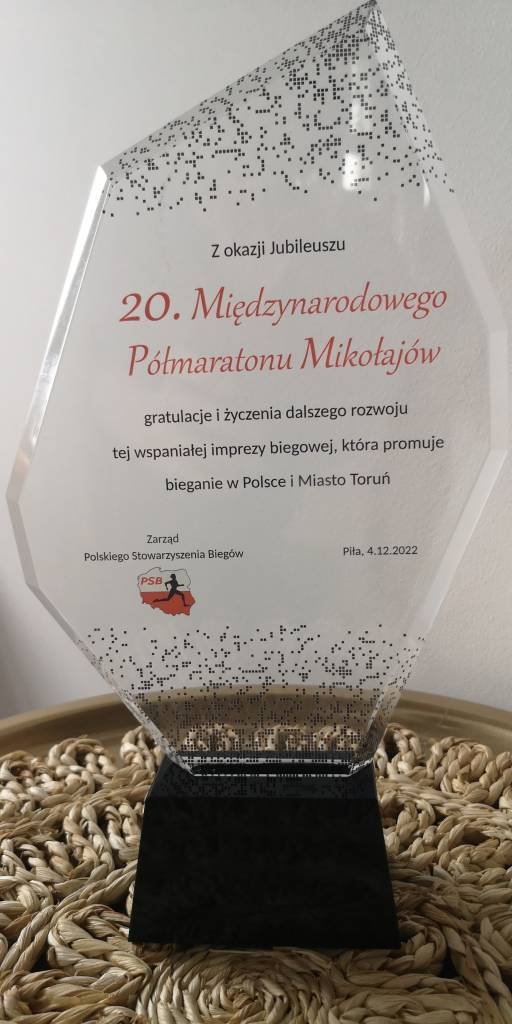 Z okazji Jubileuszu
20. Międzynarodowego
Półmaratonu Mikołajów
gratulacje i życzenia dalszego rozwoju
tej wspaniałej imprezy biegowej, która promuje
bieganie w Polsce i Miasto Toruń
Zarząd
Polskiego Stowarzyszenia Biegów
Piła, 4.12.2022
PSB